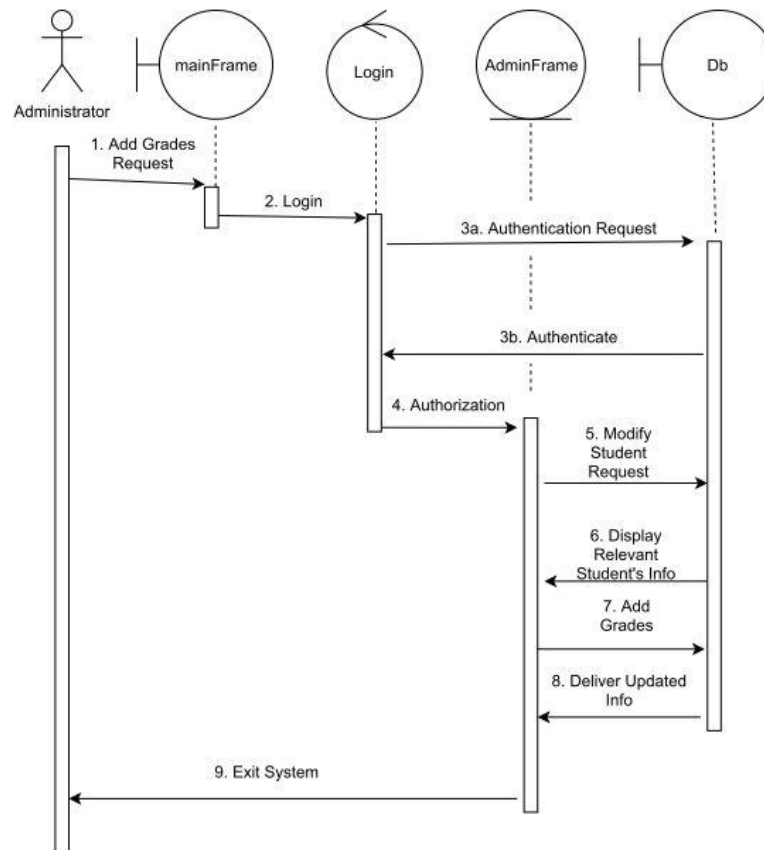 mainFrame
Login
AdminFrame
Db
Administrator
1. Add Grades
Request
2. Login
3a. Authentication Request
3b. Authenticate
4. Authorization
5. Modify
Student
Request
6. Display
Relevant
Student's Info
7. Add
Grades
8. Deliver Updated
Info
9. Exit System